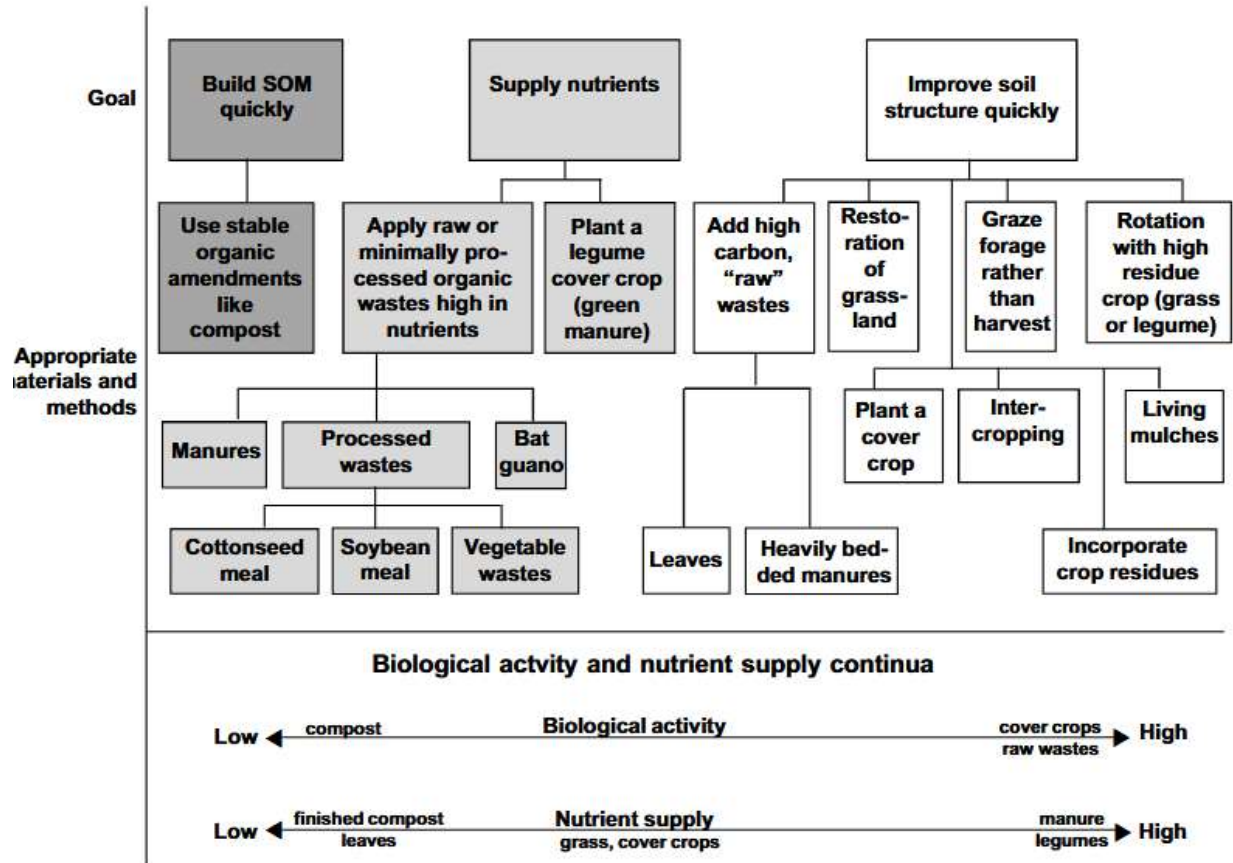 Goal
Build SOM
quickly
Supply nutrients
Improve soil
structure quickly
Appropriate
naterials and
methods
Use stable
organic
amendments
like
compost
Apply raw or
minimally pro-
cessed organic
wastes high in
nutrients
Plant a
legume
cover crop
(green
manure)
Add high
carbon,
“raw”
wastes
Resto-
ration
of
grass-
land
Graze
forage
rather
than
harvest
Rotation
with high
residue
crop (grass
or legume)
Manures
Processed
wastes
Bat
guano
Plant a
cover
crop
Inter-
cropping
Living
mulches
Cottonseed
meal
Soybean
meal
Vegetable
wastes
Leaves
Heavily bed-
ded manures
Incorporate
crop residues
Biological actvity and nutrient supply continua
Low
compost
Biological activity
cover crops
raw wastes
High
Low
finished compost
leaves
Nutrient supply
grass, cover crops
manure
legumes
High